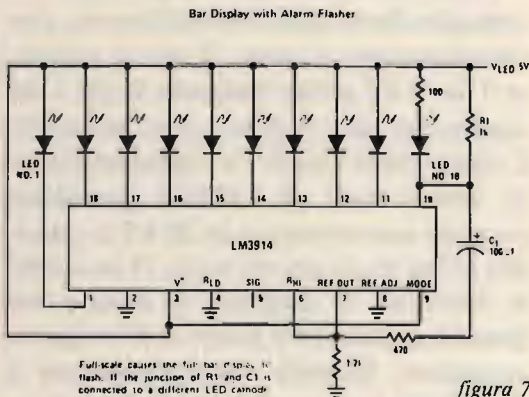 Bar Display with Alarm Flasher
VLED 5V
100
R1
1k
LED
NO. 1
LED
NO. 10
18 17 16 15 14 13 12 11 10
C1
LM3914
V+ RLO SIG RHI REF OUT REF ADJ MODE
1 2 3 4 5 6 7 8 9
470
Full-scale causes the full bar display to
flash. If the junction of R1 and C1 is
connected to a different LED cathode
figura 7